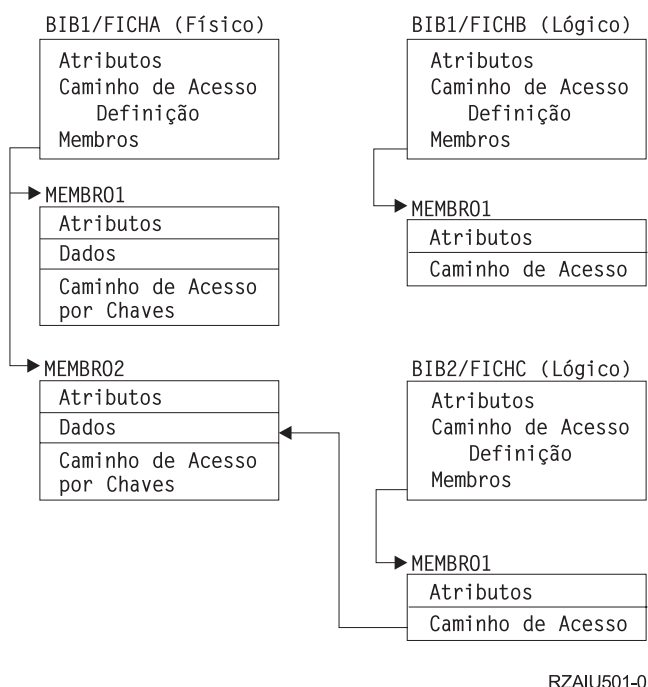 BIB1/FICHA (Físico)
Atributos
Caminho de Acesso
Definição
Membros
MEMBRO1
Atributos
Dados
Caminho de Acesso
por Chaves
MEMBRO2
Atributos
Dados
Caminho de Acesso
por Chaves
BIB1/FICHB (Lógico)
Atributos
Caminho de Acesso
Definição
Membros
MEMBRO1
Atributos
Caminho de Acesso
BIB2/FICHC (Lógico)
Atributos
Caminho de Acesso
Definição
Membros
MEMBRO1
Atributos
Caminho de Acesso
RZAIU501-0